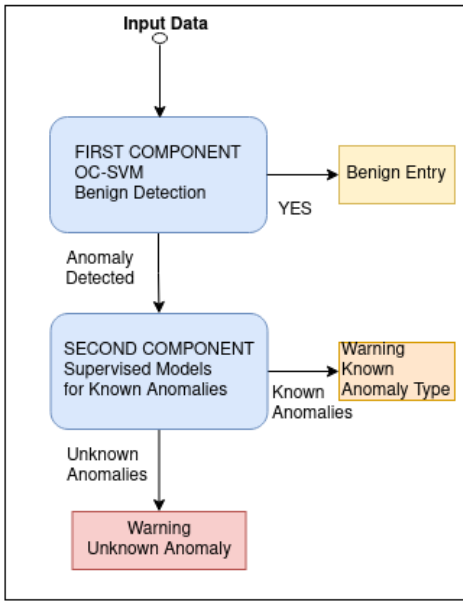 Input Data
FIRST COMPONENT
OC-SVM
Benign Detection
Benign Entry
YES
Anomaly
Detected
SECOND COMPONENT
Supervised Models
for Known Anomalies
Warning
Known
Anomaly Type
Known
Anomalies
Unknown
Anomalies
Warning
Unknown Anomaly